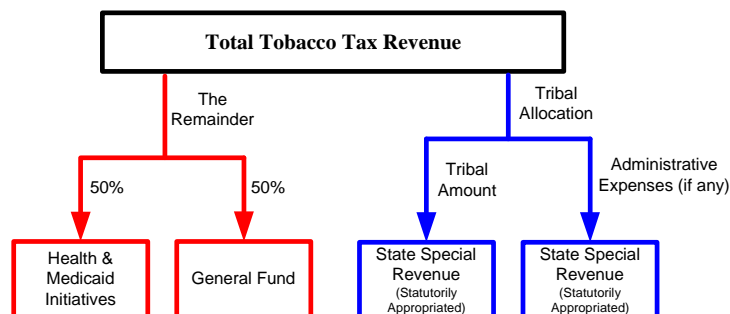 Total Tobacco Tax Revenue
The
Remainder
Tribal
Allocation
50%
50%
Tribal
Amount
Administrative
Expenses (if any)
Health &
Medicaid
Initiatives
General Fund
State Special
Revenue
(Statutorily
Appropriated)
State Special
Revenue
(Statutorily
Appropriated)